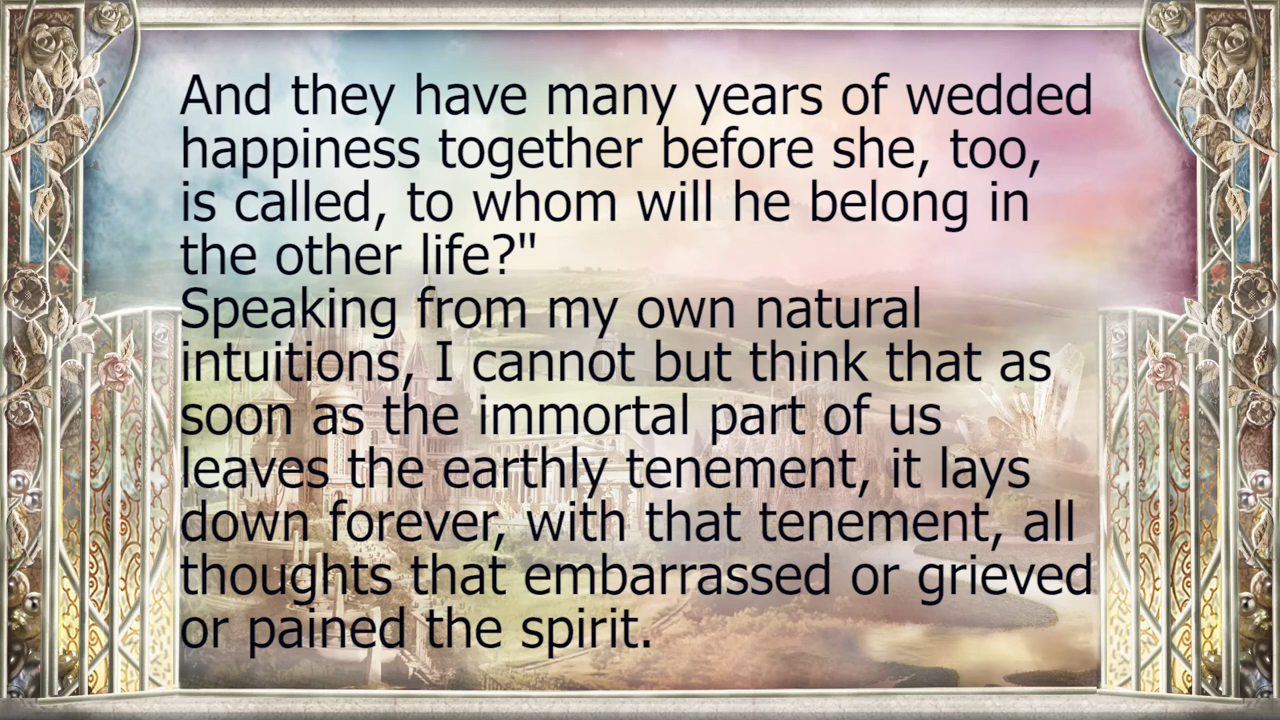 And they have many years of wedded
happiness together before she, too,
is called, to whom will he belong in
the other life?"
Speaking from my own natural
intuitions, I cannot but think that as
soon as the immortal part of us
leaves the earthly tenement, it lays
down forever, with that tenement, all
thoughts that embarrassed or grieved
or pained the spirit.